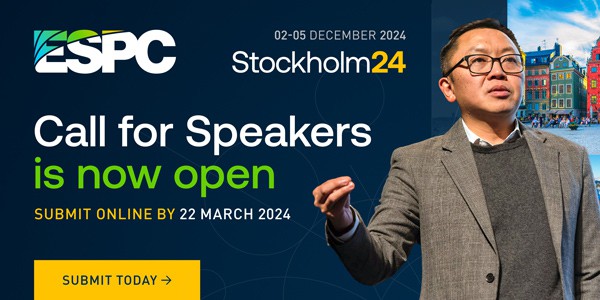 ESPC
02-05 DECEMBER 2024
Stockholm24
Call for Speakers
is now open
SUBMIT ONLINE BY 22 MARCH 2024
SUBMIT TODAY →